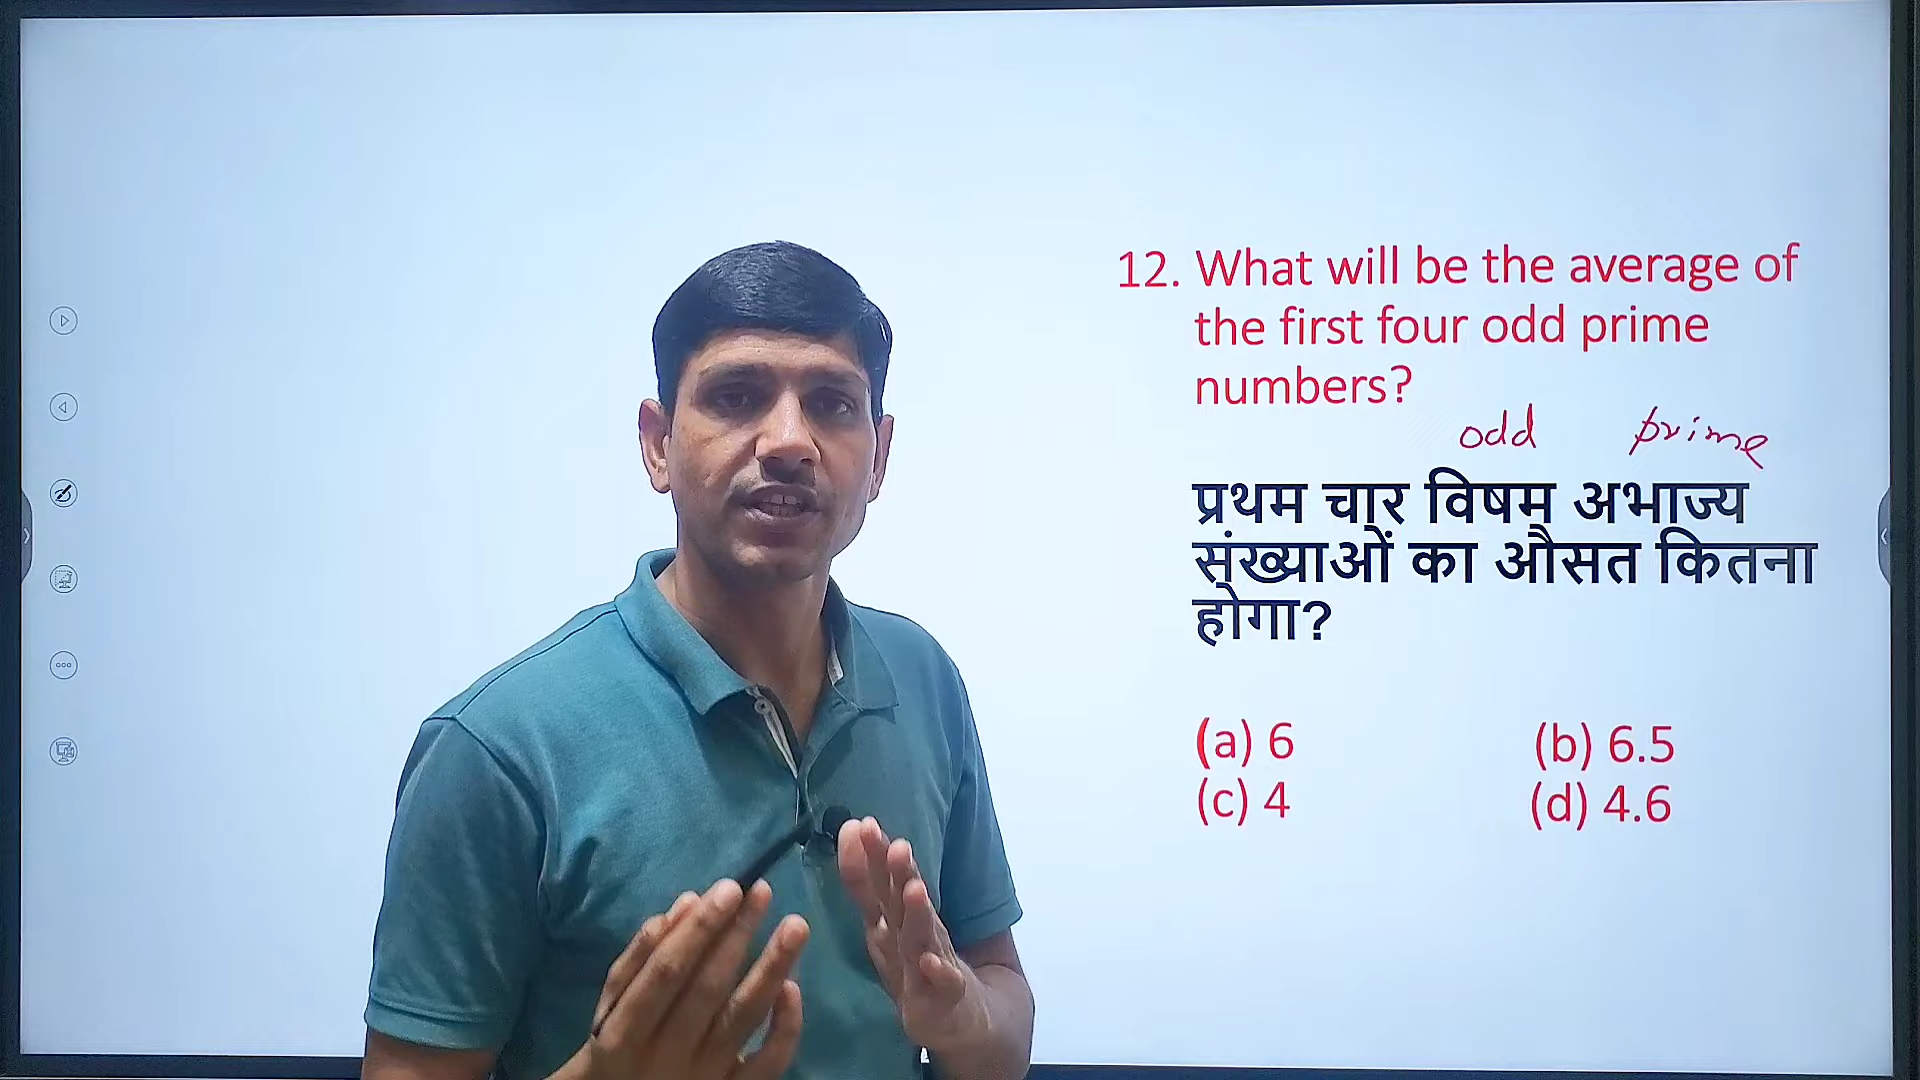 12. What will be the average of
the first four odd prime
numbers?
odd prime
प्रथम चार विषम अभाज्य
संख्याओं का औसत कितना
होगा?
(a) 6 (b) 6.5
(c) 4 (d) 4.6